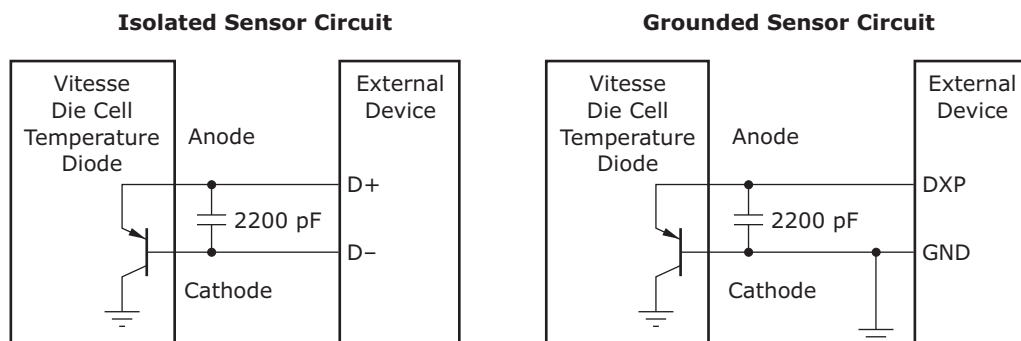 Isolated Sensor Circuit
Vitesse
Die Cell
Temperature
Diode
Anode
External
Device
D+
2200 pF
D–
Cathode
Grounded Sensor Circuit
Vitesse
Die Cell
Temperature
Diode
Anode
External
Device
DXP
2200 pF
GND
Cathode